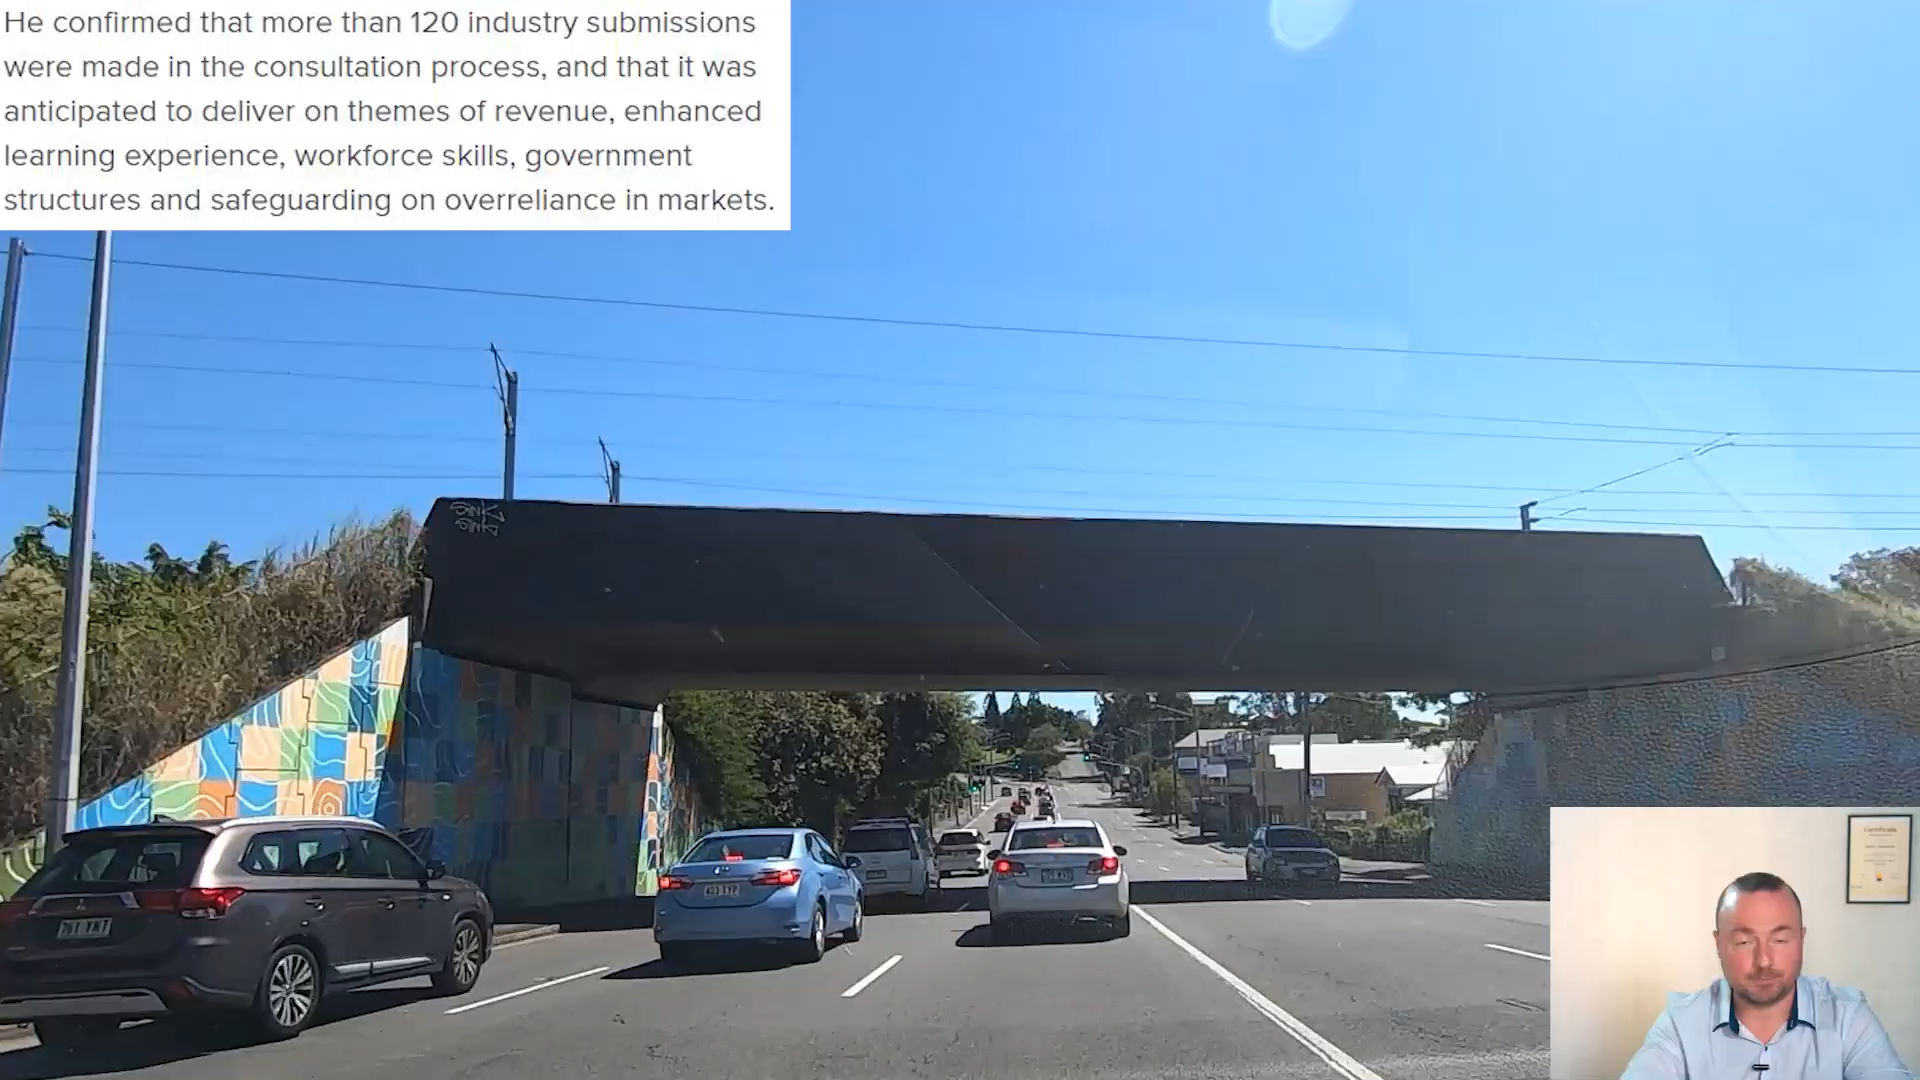 He confirmed that more than 120 industry submissions
were made in the consultation process, and that it was
anticipated to deliver on themes of revenue, enhanced
learning experience, workforce skills, government
structures and safeguarding on overreliance in markets.
Certificate